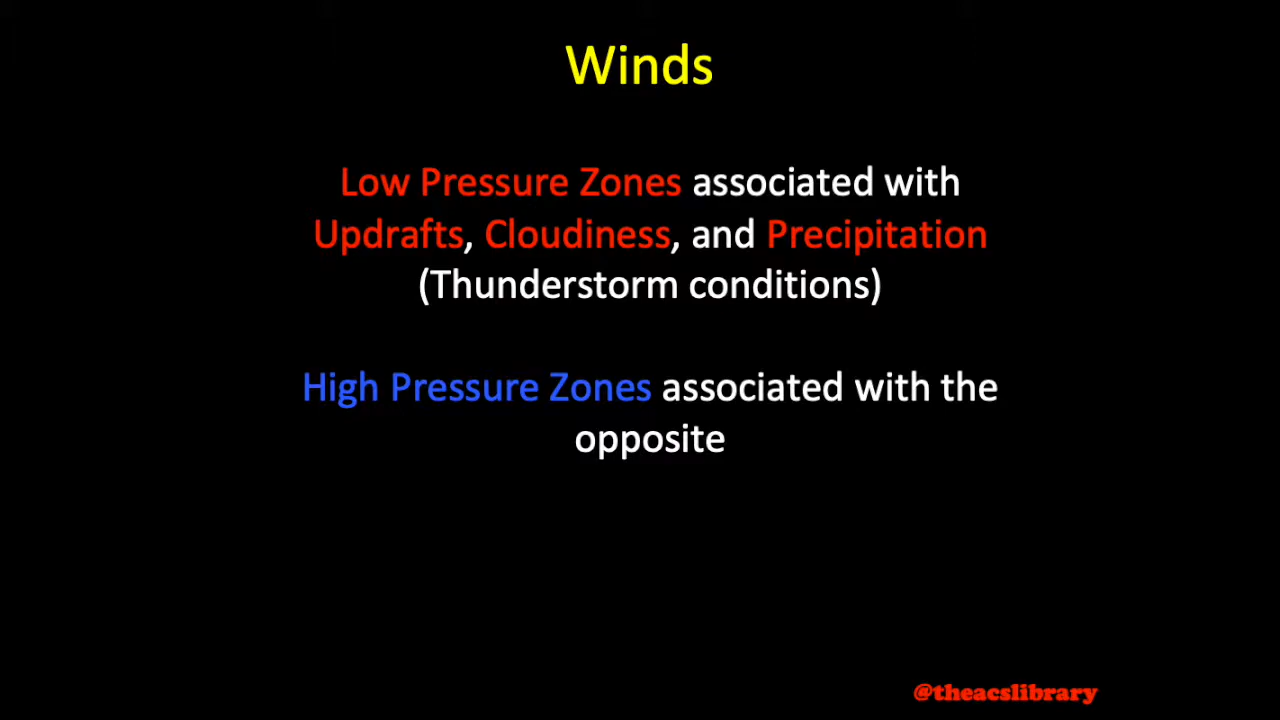 Winds
Low Pressure Zones associated with
Updrafts, Cloudiness, and Precipitation
(Thunderstorm conditions)
High Pressure Zones associated with the
opposite
@theacslibrary